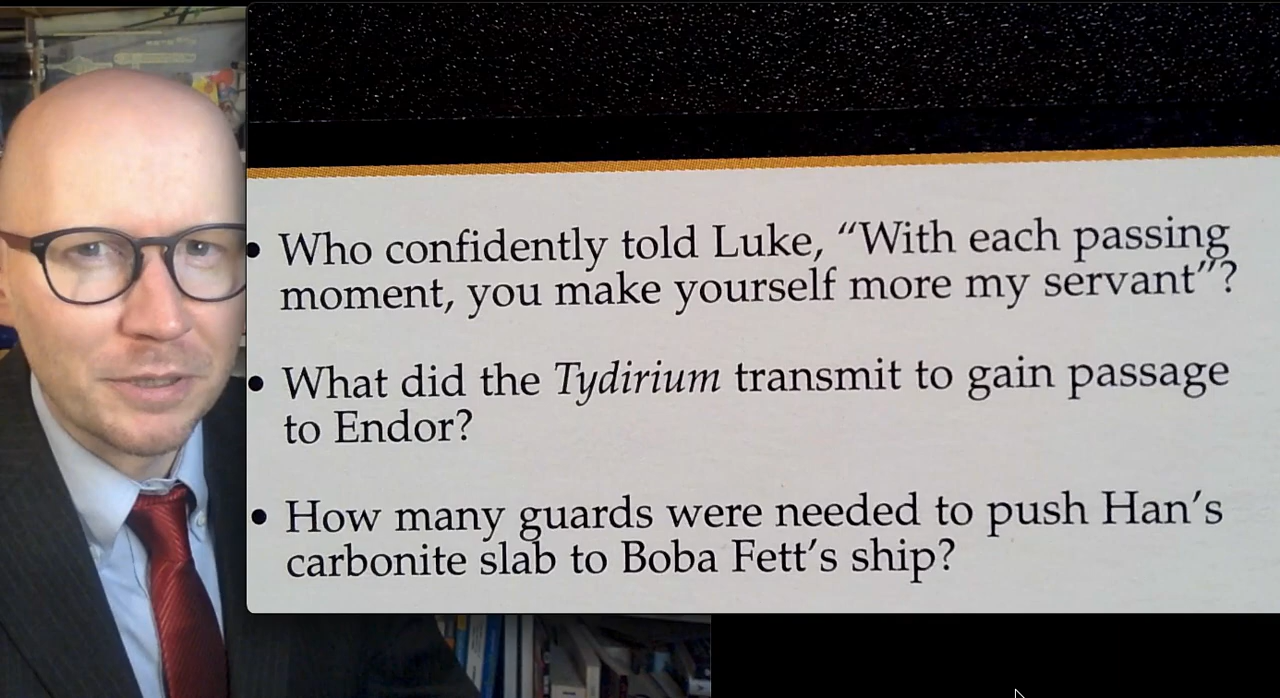 • Who confidently told Luke, “With each passing
moment, you make yourself more my servant”?
• What did the Tydirium transmit to gain passage
to Endor?
• How many guards were needed to push Han’s
carbonite slab to Boba Fett’s ship?